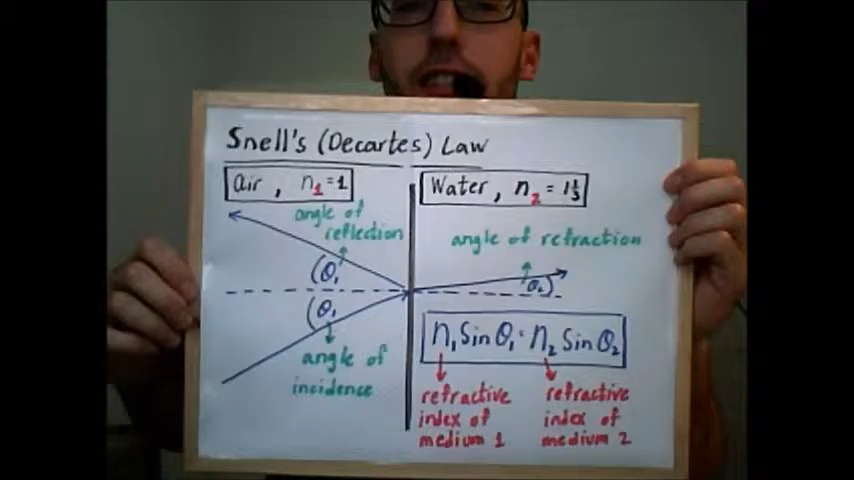 Snell's (Decartes) Law
air, n₁ = 1
Water, n₂ = 1⅓
angle of
reflection
angle of refraction
(θ₁
θ₂)
(θ₁
n₁ Sin θ₁ = n₂ Sin θ₂
angle of
incidence
refractive
index of
medium 1
refractive
index of
medium 2